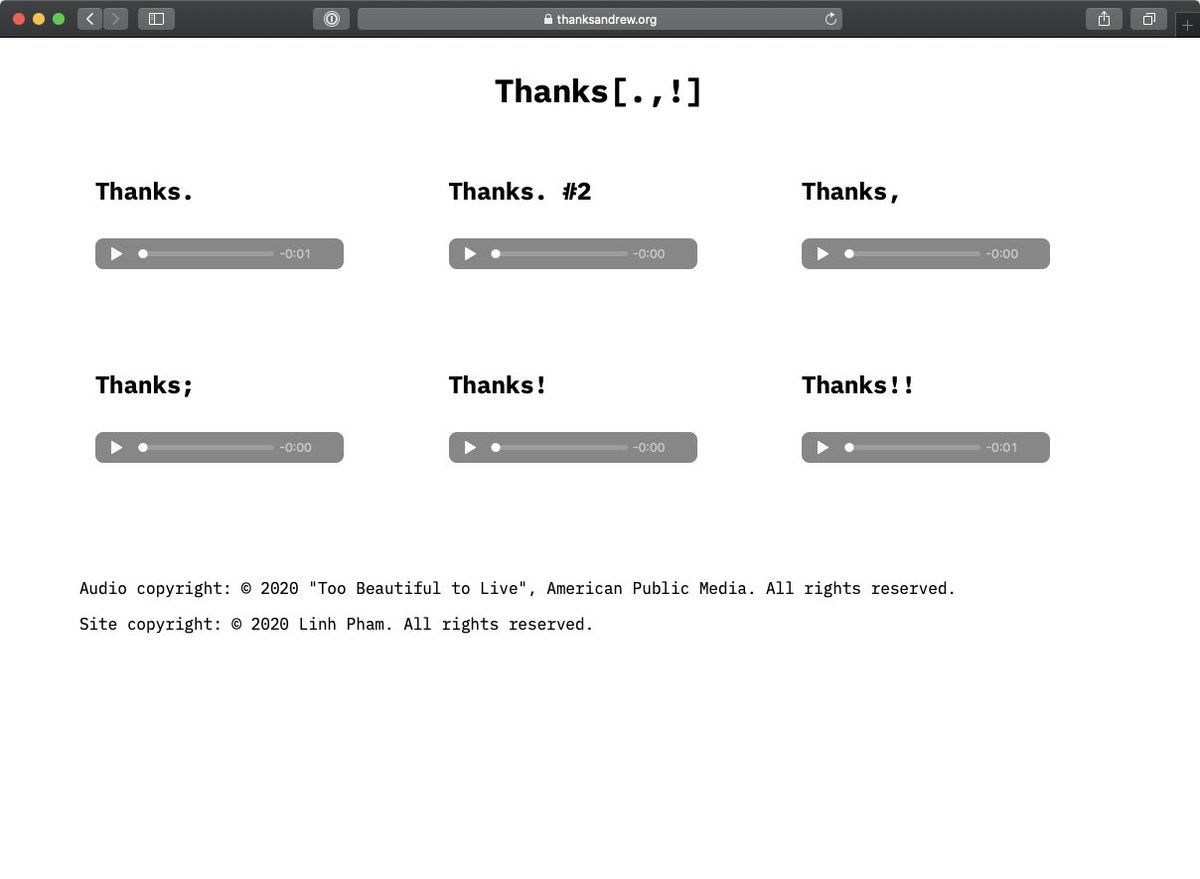 thanksandrew.org
Thanks[.,!]
Thanks.
Thanks. #2
Thanks,
-0:01
-0:00
-0:00
Thanks;
Thanks!
Thanks!!
-0:00
-0:00
-0:01
Audio copyright: © 2020 "Too Beautiful to Live", American Public Media. All rights reserved.
Site copyright: © 2020 Linh Pham. All rights reserved.